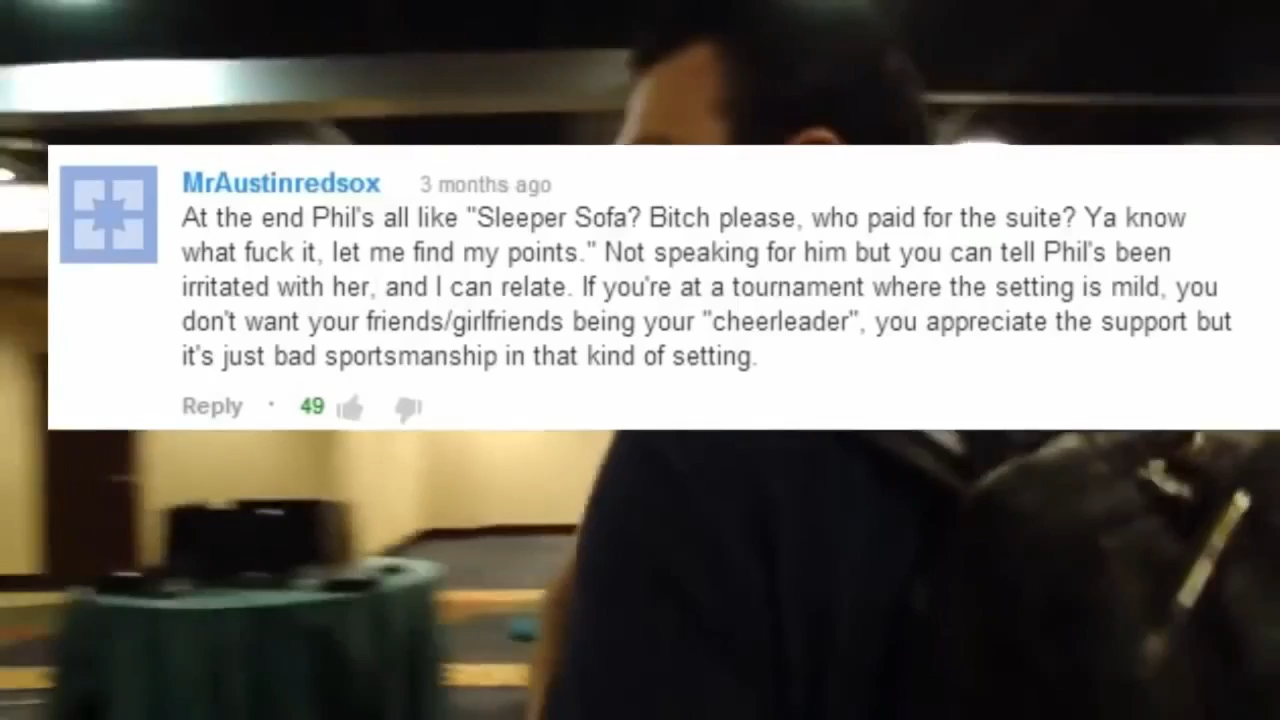 MrAustinredsox 3 months ago
At the end Phil's all like "Sleeper Sofa? Bitch please, who paid for the suite? Ya know
what fuck it, let me find my points." Not speaking for him but you can tell Phil's been
irritated with her, and I can relate. If you're at a tournament where the setting is mild, you
don't want your friends/girlfriends being your "cheerleader", you appreciate the support but
it's just bad sportsmanship in that kind of setting.
Reply · 49